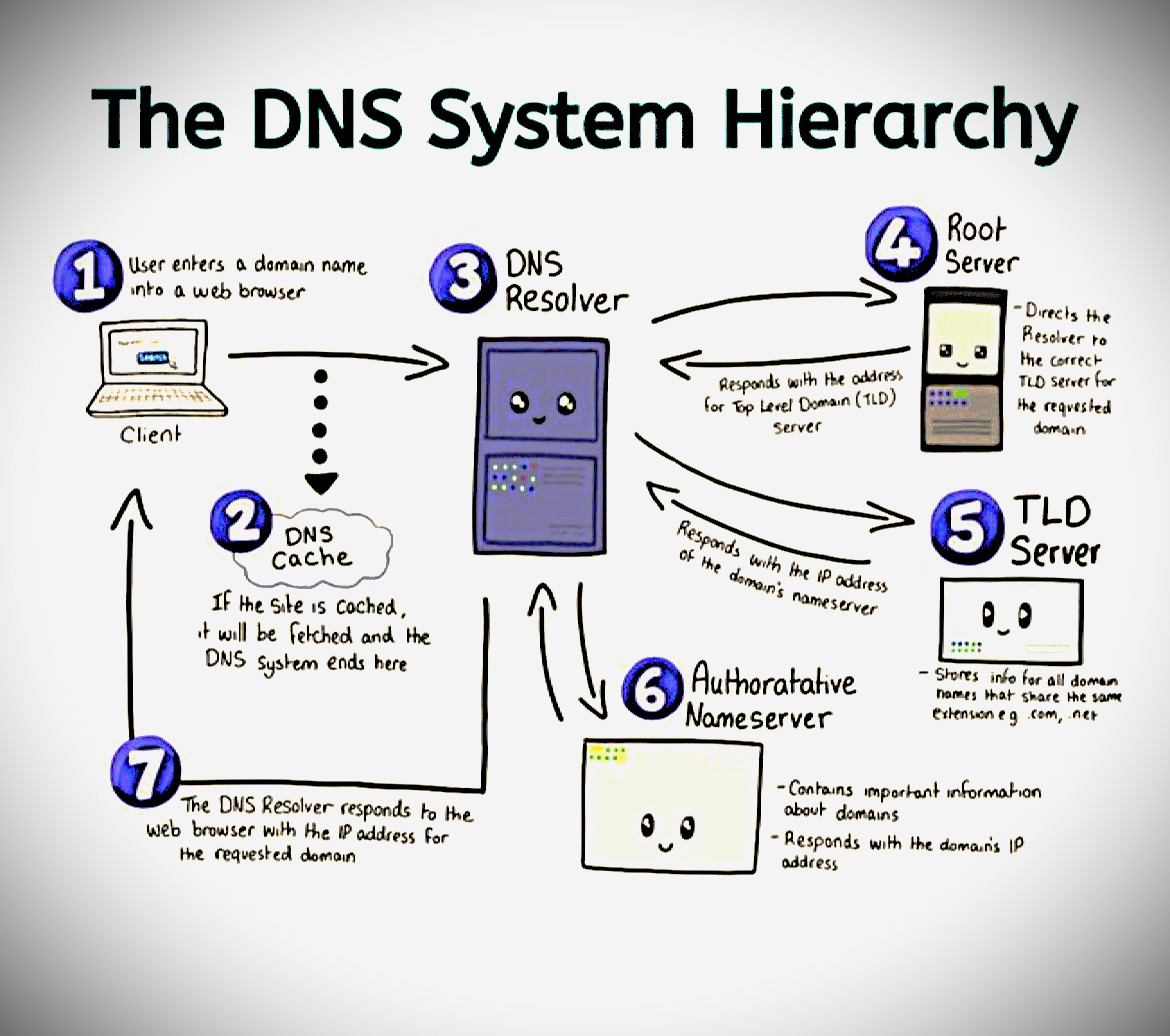 The DNS System Hierarchy
1
User enters a domain name
into a web browser
Client
2
DNS
Cache
If the site is cached,
it will be fetched and the
DNS system ends here
3
DNS
Resolver
4
Root
Server
- Directs the
Resolver to
the correct
TLD server for
the requested
domain
Responds with the address
for Top Level Domain (TLD)
server
5
TLD
Server
Responds with the IP address
of the domain's nameserver
- Stores info for all domain
names that share the same
extension e.g .com, .net
6
Authoratative
Nameserver
- Contains important information
about domains
- Responds with the domain's IP
address
7
The DNS Resolver responds to the
web browser with the IP address for
the requested domain